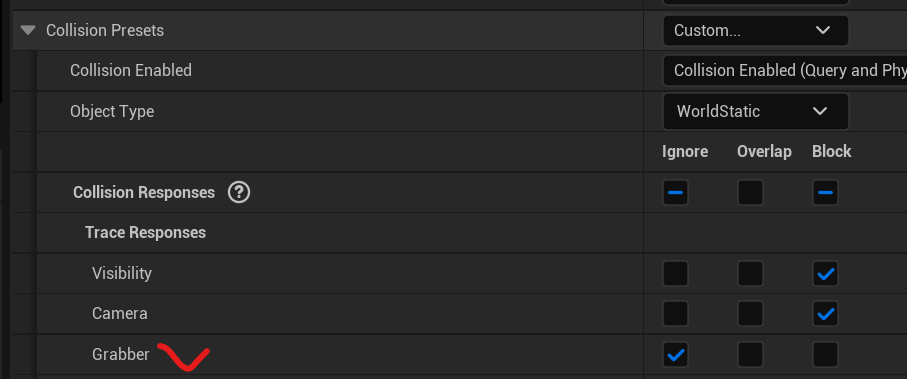 Collision Presets Custom...
Collision Enabled Collision Enabled (Query and Phy
Object Type WorldStatic
Ignore Overlap Block
Collision Responses ?
Trace Responses
Visibility
Camera
Grabber